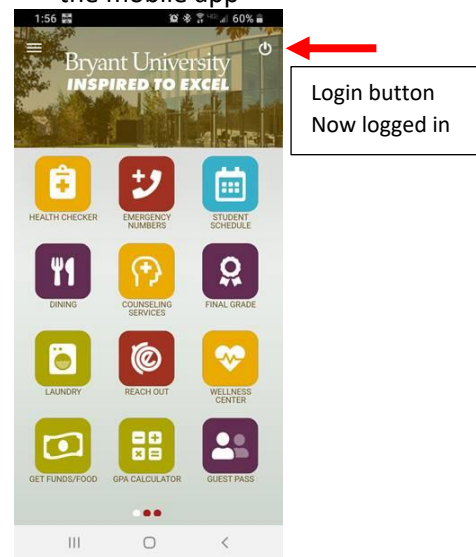 the mobile app
1:56 60%
Bryant University
INSPIRED TO EXCEL
Login button
Now logged in
HEALTH CHECKER
EMERGENCY
NUMBERS
STUDENT
SCHEDULE
DINING
COUNSELING
SERVICES
FINAL GRADE
LAUNDRY
REACH OUT
WELLNESS
CENTER
GET FUNDS/FOOD
GPA CALCULATOR
GUEST PASS